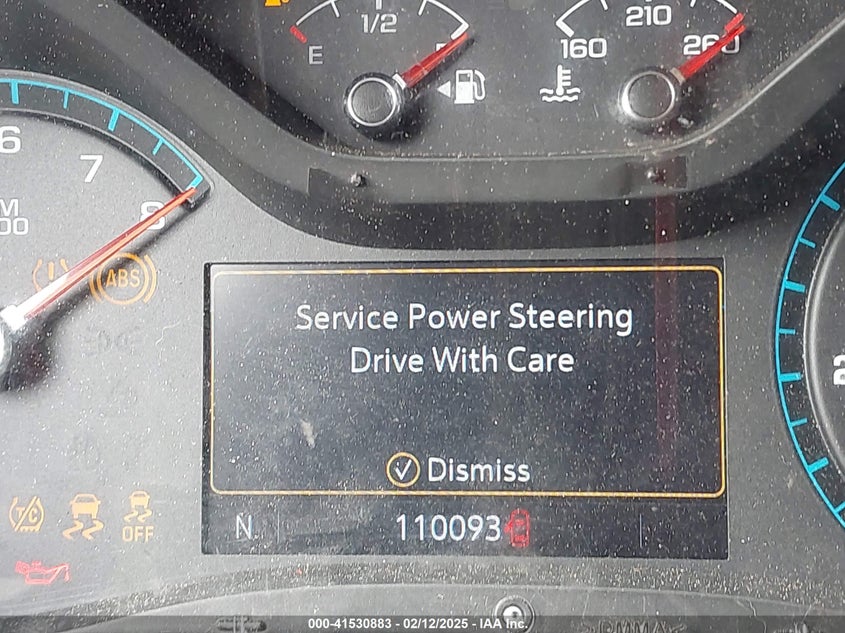 E 1/2
160 210 260
6
7
8
ABS
Service Power Steering
Drive With Care
Dismiss
T/C
OFF
N 110093
000-41530883 - 02/12/2025 - IAA Inc.